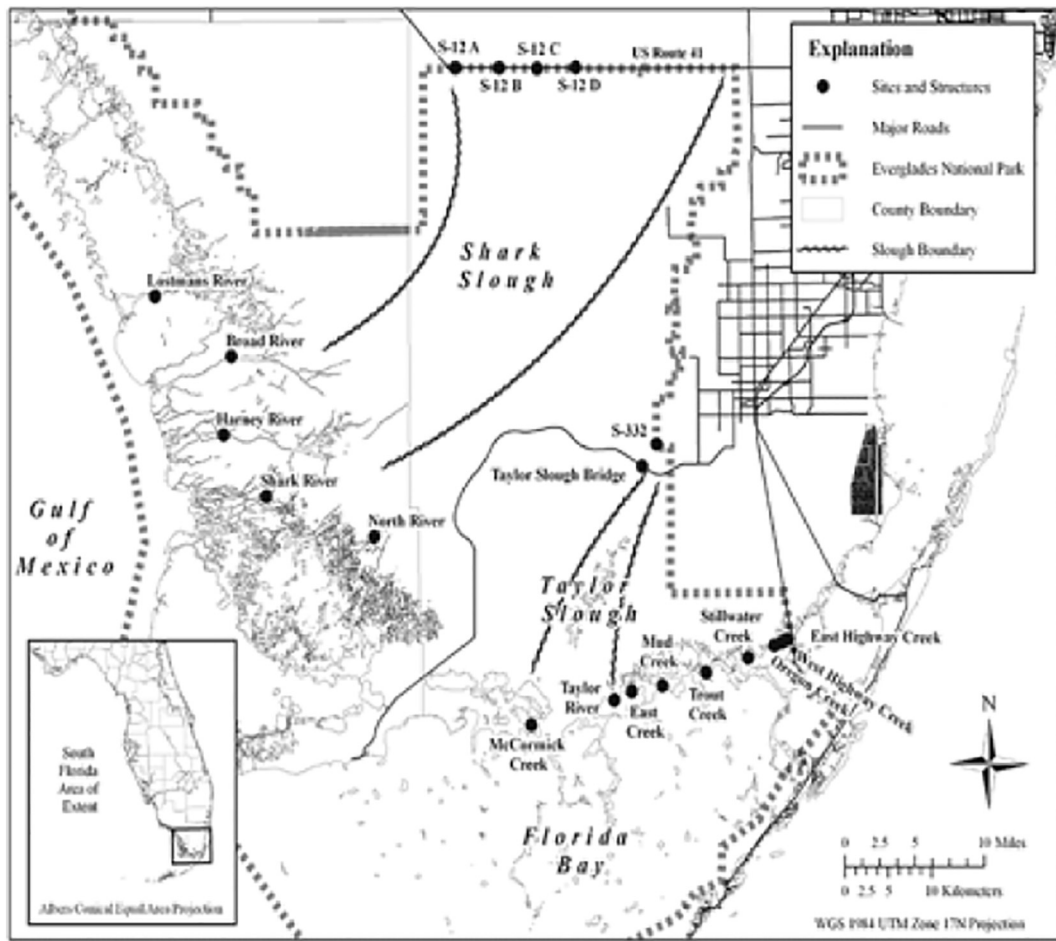 S-12 A
S-12 C
US Route 41
S-12 B
S-12 D
Explanation
Sites and Structures
Major Roads
Everglades National Park
County Boundary
Slough Boundary
Shark
Slough
Lostmans River
Broad River
Harney River
Shark River
North River
S-332
Taylor Slough Bridge
Gulf
of
Mexico
Taylor
Slough
Stillwater
Creek
East Highway Creek
West Highway Creek
Oregon Creek
Mud
Creek
Trout
Creek
Taylor
River
East
Creek
McCormick
Creek
Florida
Bay
South
Florida
Area of
Extent
Albers Conical Equal Area Projection
N
0 2.5 5 10 Miles
0 2.5 5 10 Kilometers
WGS 1984 UTM Zone 17N Projection